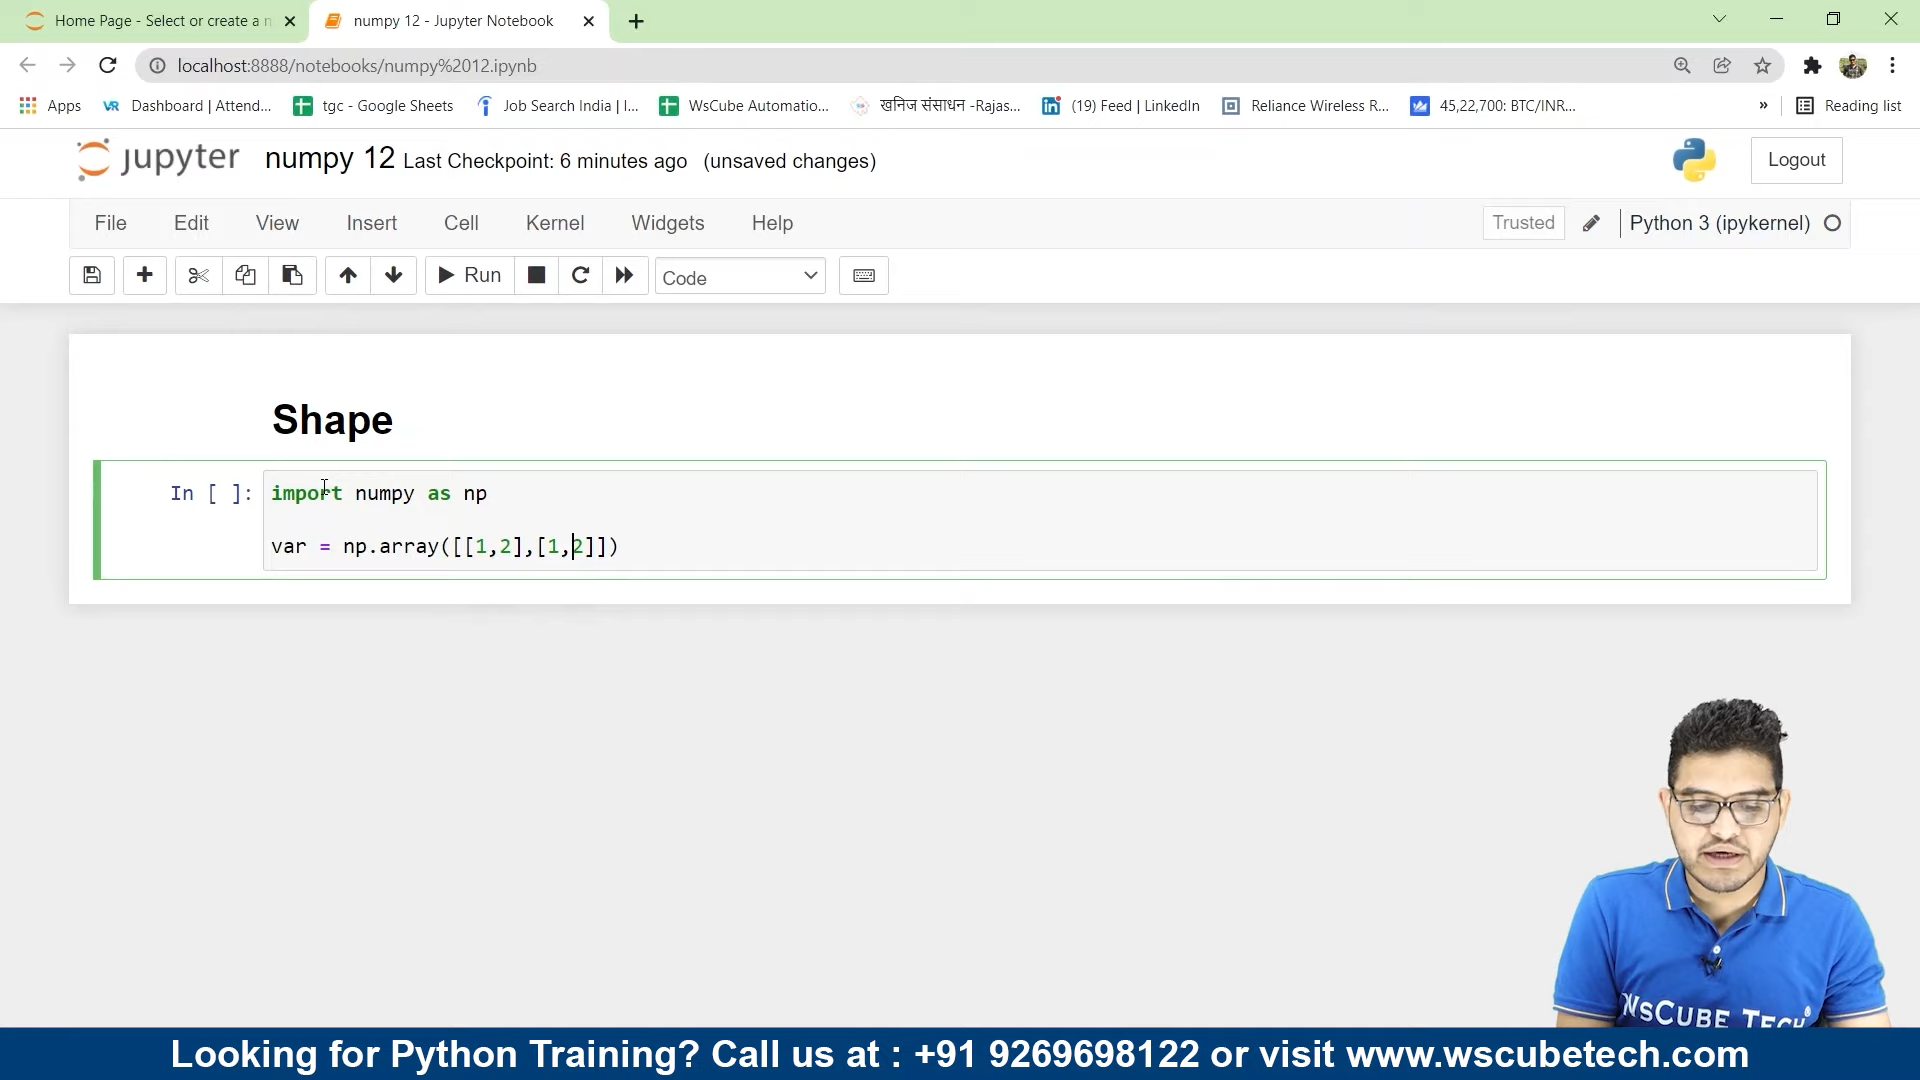 Home Page - Select or create a n
numpy 12 - Jupyter Notebook
localhost:8888/notebooks/numpy%2012.ipynb
Apps
VR Dashboard | Attend...
tgc - Google Sheets
Job Search India | I...
WsCube Automatio...
खनिज संसाधन -Rajas...
in (19) Feed | LinkedIn
Reliance Wireless R...
45,22,700: BTC/INR...
»
Reading list
jupyter numpy 12 Last Checkpoint: 6 minutes ago (unsaved changes)
Logout
File Edit View Insert Cell Kernel Widgets Help
Trusted
Python 3 (ipykernel)
Run
Code
Shape
In [ ]: import numpy as np
var = np.array([[1,2],[1,2]])
WsCube Tech®
Looking for Python Training? Call us at : +91 9269698122 or visit www.wscubetech.com